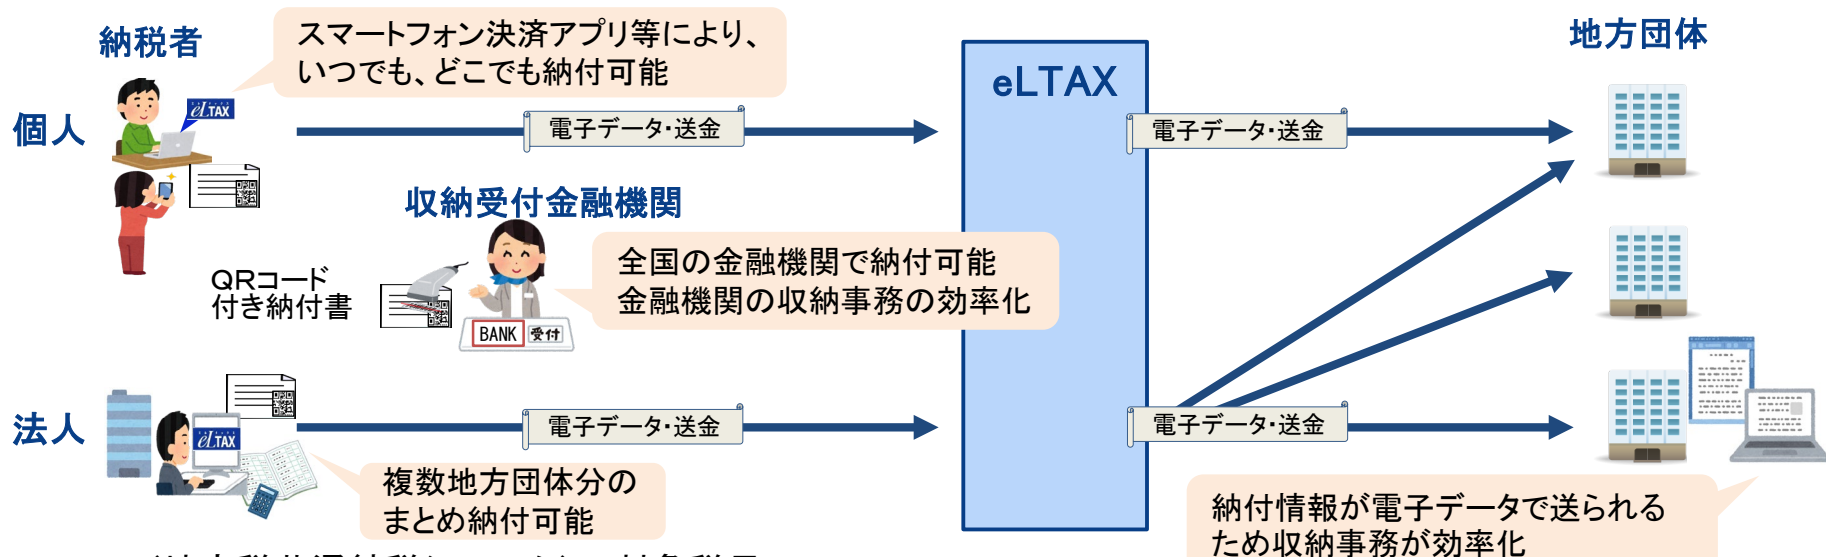 納税者
スマートフォン決済アプリ等により、
いつでも、どこでも納付可能
地方団体
eLTAX
個人
eLTAX
電子データ・送金
電子データ・送金
収納受付金融機関
全国の金融機関で納付可能
金融機関の収納事務の効率化
QRコード
付き納付書
BANK 受付
法人
eLTAX
電子データ・送金
電子データ・送金
複数地方団体分の
まとめ納付可能
納付情報が電子データで送られる
ため収納事務が効率化